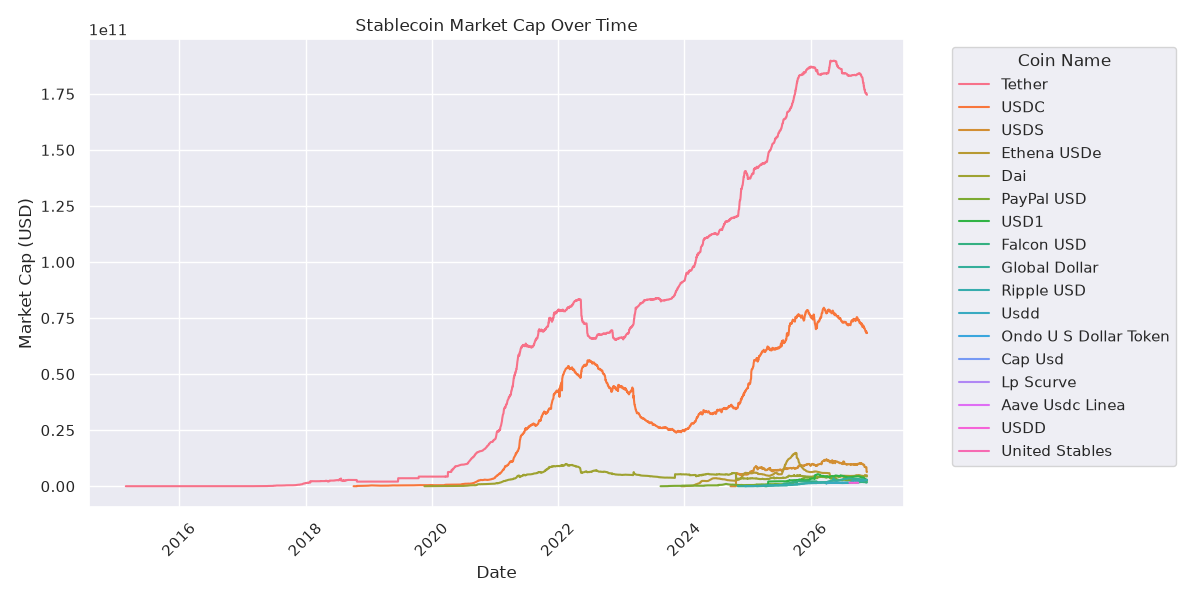 Stablecoin Market Cap Over Time
1e11
1.75
1.50
1.25
1.00
0.75
0.50
0.25
0.00
Market Cap (USD)
2016
2018
2020
2022
2024
2026
Date
Coin Name
Tether
USDC
USDS
Ethena USDe
Dai
PayPal USD
USD1
Falcon USD
Global Dollar
Ripple USD
Usdd
Ondo U S Dollar Token
Cap Usd
Lp Scurve
Aave Usdc Linea
USDD
United Stables